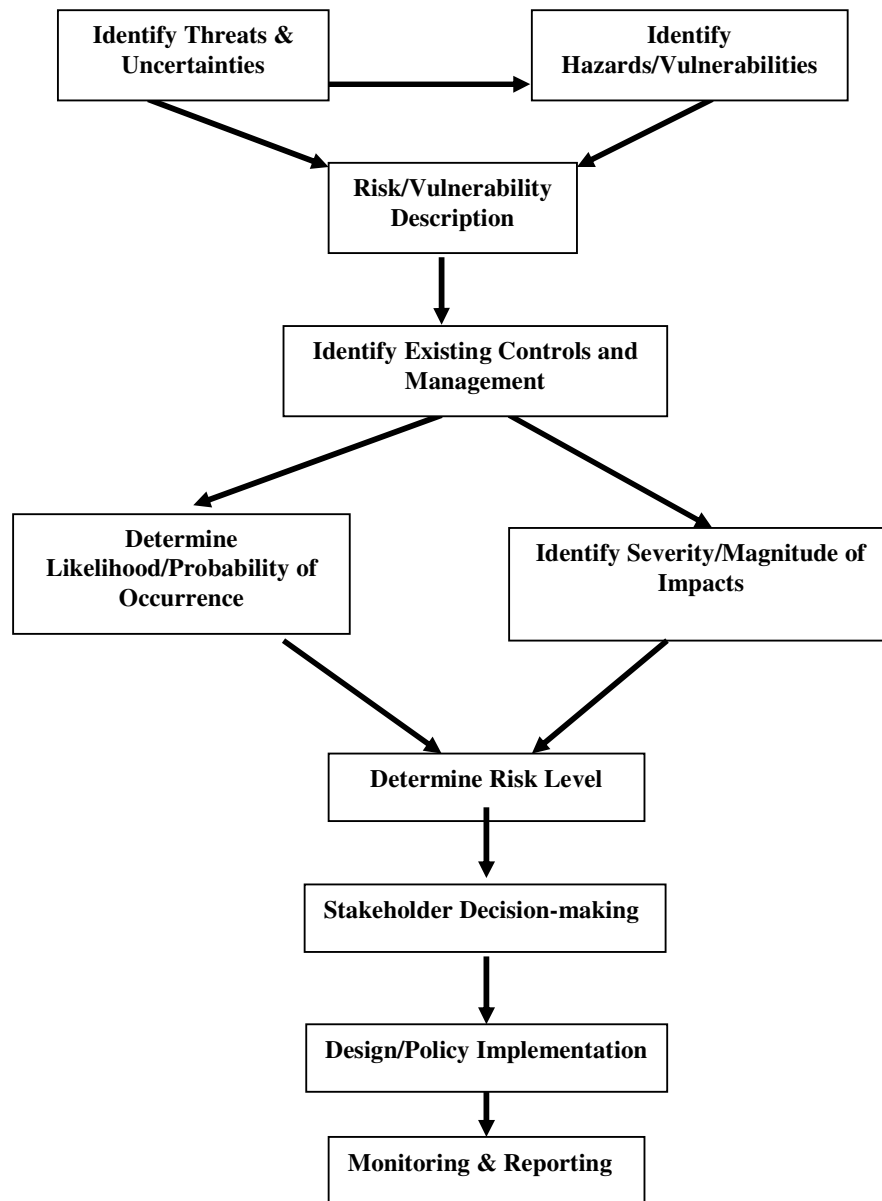 Identify Threats &
Uncertainties
Identify
Hazards/Vulnerabilities
Risk/Vulnerability
Description
Identify Existing Controls and
Management
Determine
Likelihood/Probability of
Occurrence
Identify Severity/Magnitude of
Impacts
Determine Risk Level
Stakeholder Decision-making
Design/Policy Implementation
Monitoring & Reporting